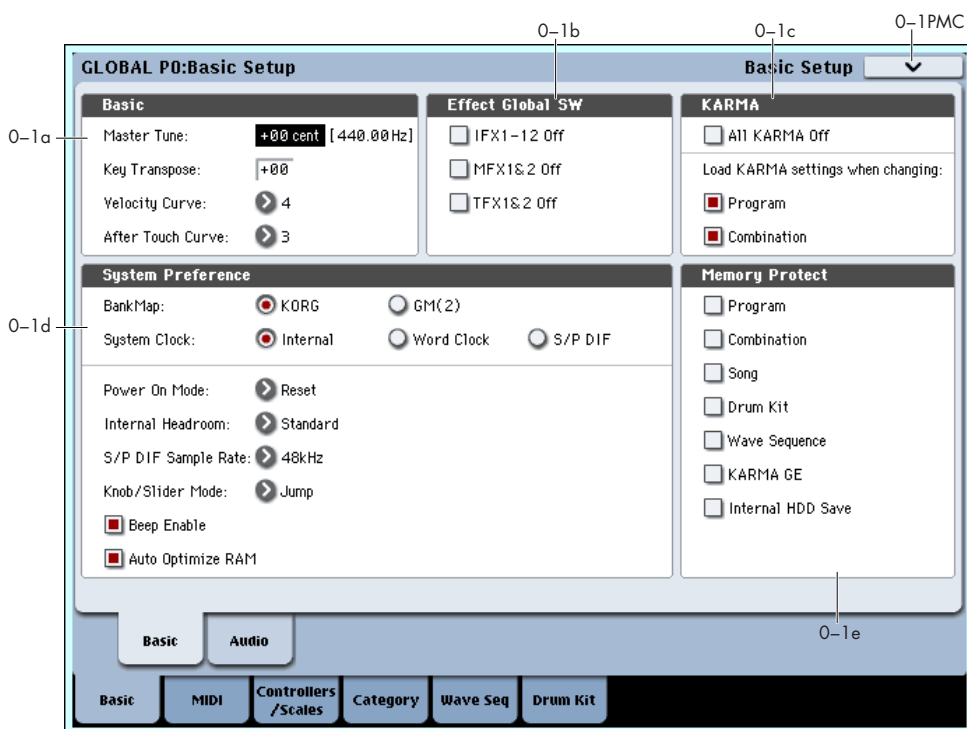 0–1b
0–1c
0–1PMC
GLOBAL P0:Basic Setup
Basic Setup
0–1a
Basic
Master Tune: +00 cent [440.00Hz]
Key Transpose: +00
Velocity Curve: 4
After Touch Curve: 3
Effect Global SW
IFX1-12 Off
MFX1&2 Off
TFX1&2 Off
KARMA
All KARMA Off
Load KARMA settings when changing:
Program
Combination
0–1d
System Preference
BankMap: KORG GM(2)
System Clock: Internal Word Clock S/P DIF
Power On Mode: Reset
Internal Headroom: Standard
S/P DIF Sample Rate: 48kHz
Knob/Slider Mode: Jump
Beep Enable
Auto Optimize RAM
Memory Protect
Program
Combination
Song
Drum Kit
Wave Sequence
KARMA GE
Internal HDD Save
0–1e
Basic Audio
Basic MIDI Controllers /Scales Category Wave Seq Drum Kit